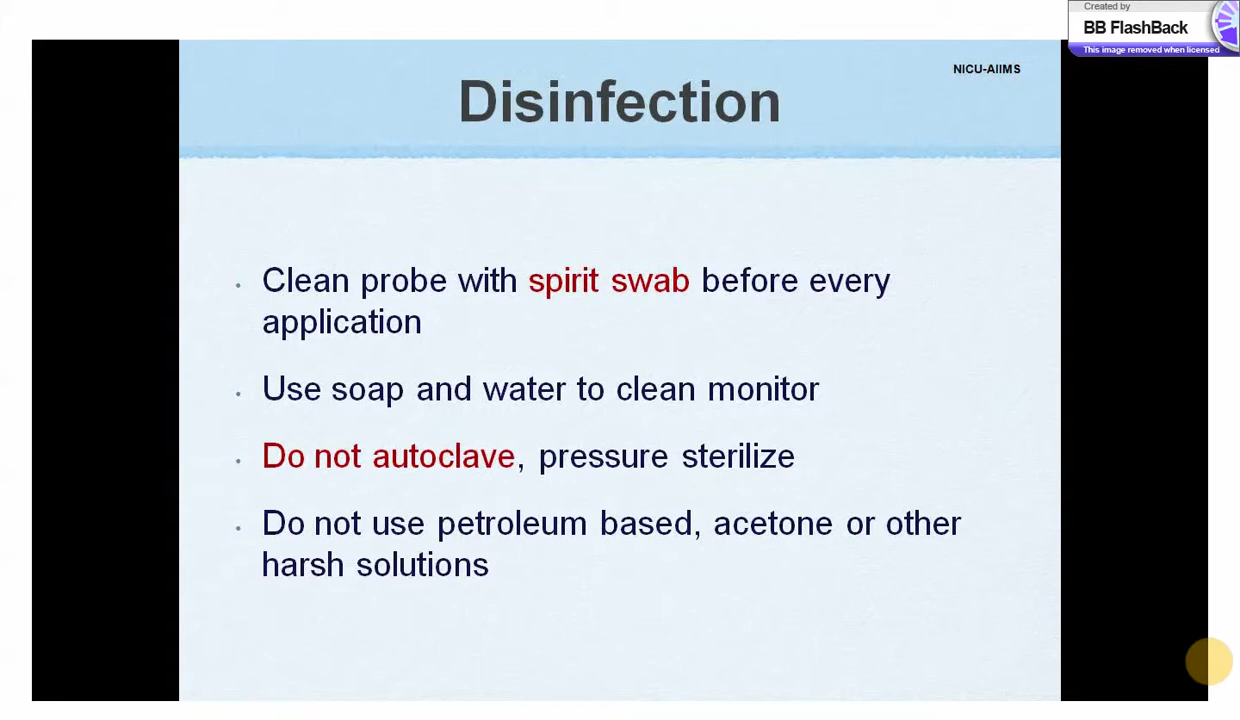 Created by
BB FlashBack
This image removed when licensed
NICU-AIIMS
Disinfection
• Clean probe with spirit swab before every
application
• Use soap and water to clean monitor
• Do not autoclave, pressure sterilize
• Do not use petroleum based, acetone or other
harsh solutions